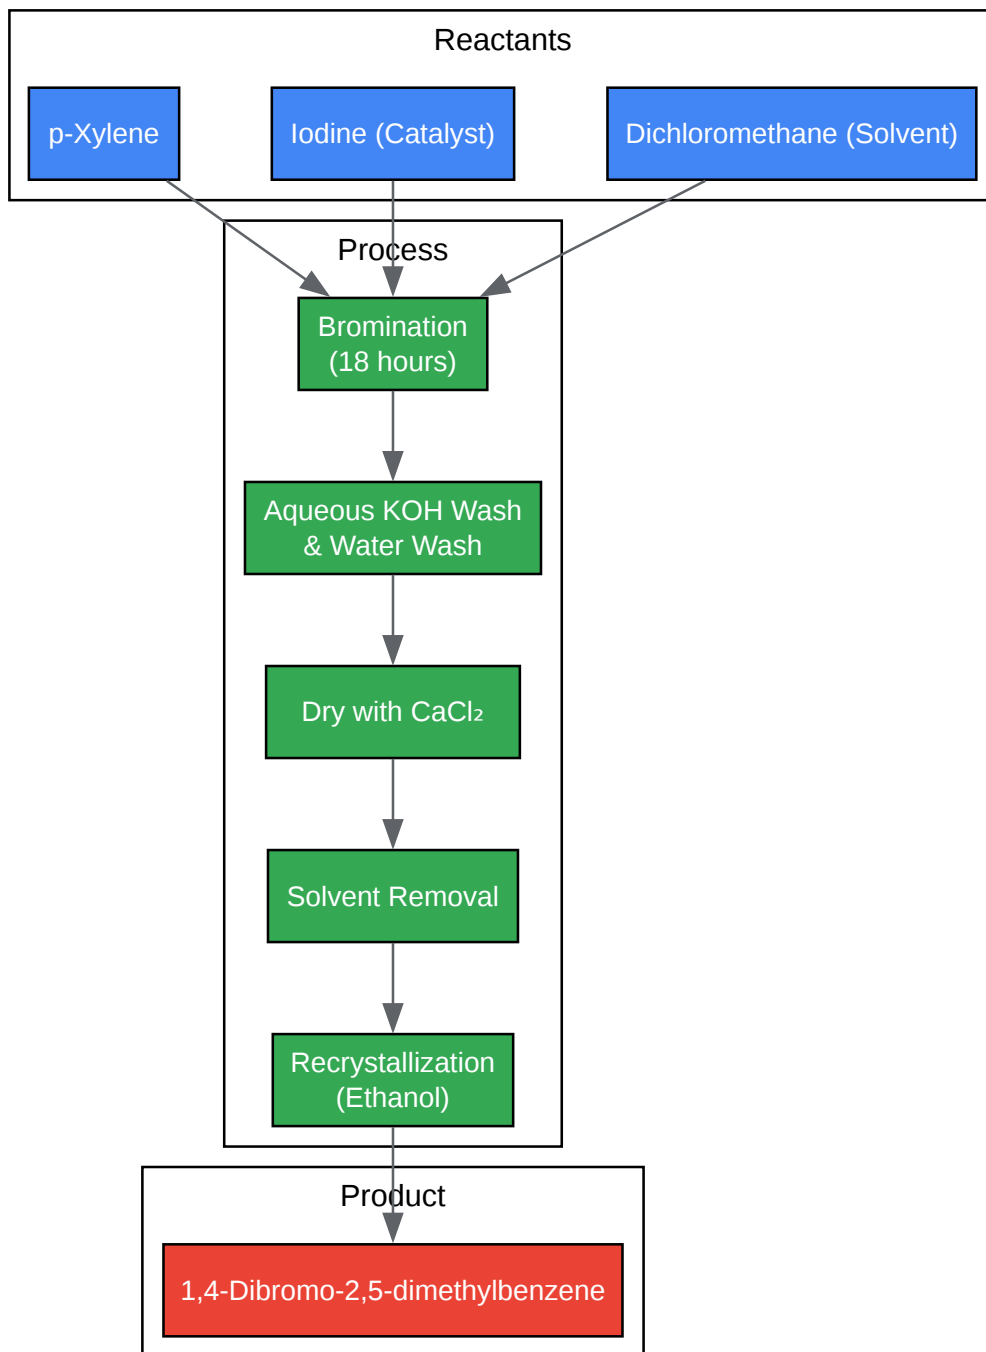 Reactants
p-Xylene
Iodine (Catalyst)
Dichloromethane (Solvent)
Process
Bromination
(18 hours)
Aqueous KOH Wash
& Water Wash
Dry with CaCl₂
Solvent Removal
Recrystallization
(Ethanol)
Product
1,4-Dibromo-2,5-dimethylbenzene